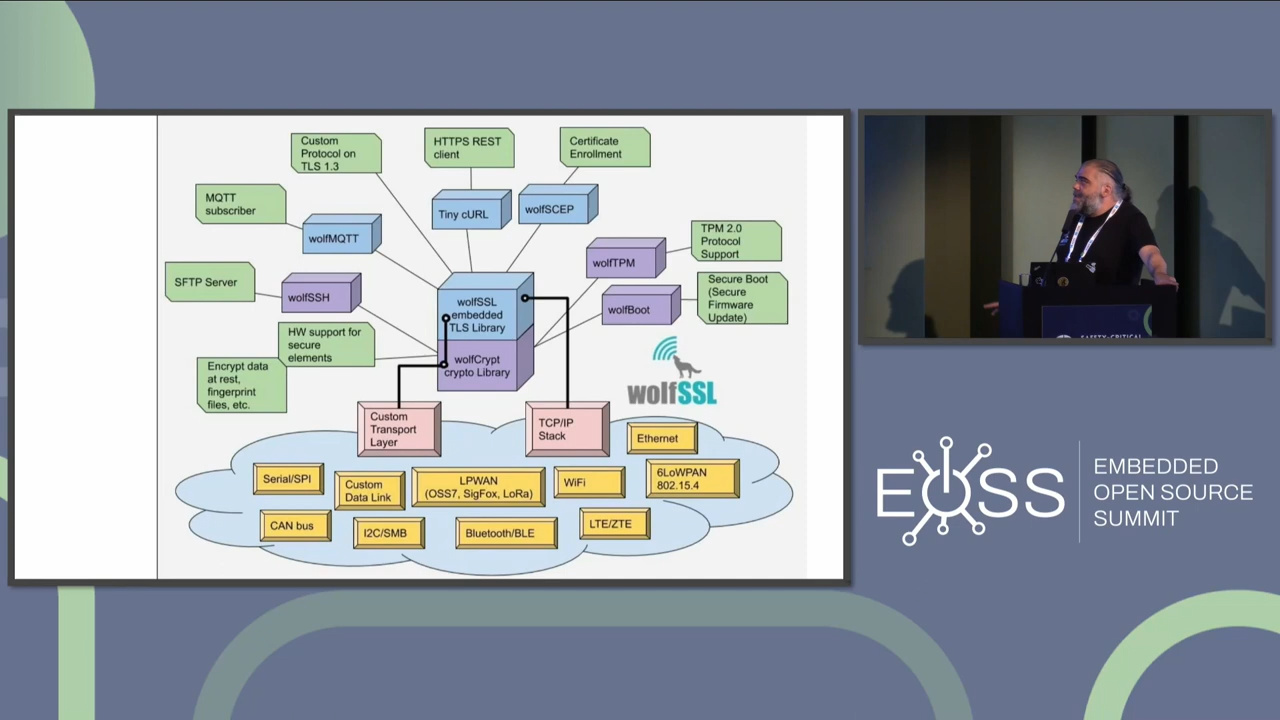 Custom
Protocol on
TLS 1.3
HTTPS REST
client
Certificate
Enrollment
MQTT
subscriber
wolfMQTT
Tiny cURL
wolfSCEP
TPM 2.0
Protocol
Support
wolfTPM
SFTP Server
wolfSSH
wolfSSL
embedded
TLS Library
wolfBoot
Secure Boot
(Secure
Firmware
Update)
HW support for
secure
elements
wolfCrypt
crypto Library
Encrypt data
at rest,
fingerprint
files, etc.
wolfSSL
Custom
Transport
Layer
TCP/IP
Stack
Ethernet
Serial/SPI
Custom
Data Link
LPWAN
(OSS7, SigFox, LoRa)
WiFi
6LoWPAN
802.15.4
CAN bus
I2C/SMB
Bluetooth/BLE
LTE/ZTE
SAFETY-CRITICAL
EOSS
EMBEDDED
OPEN SOURCE
SUMMIT